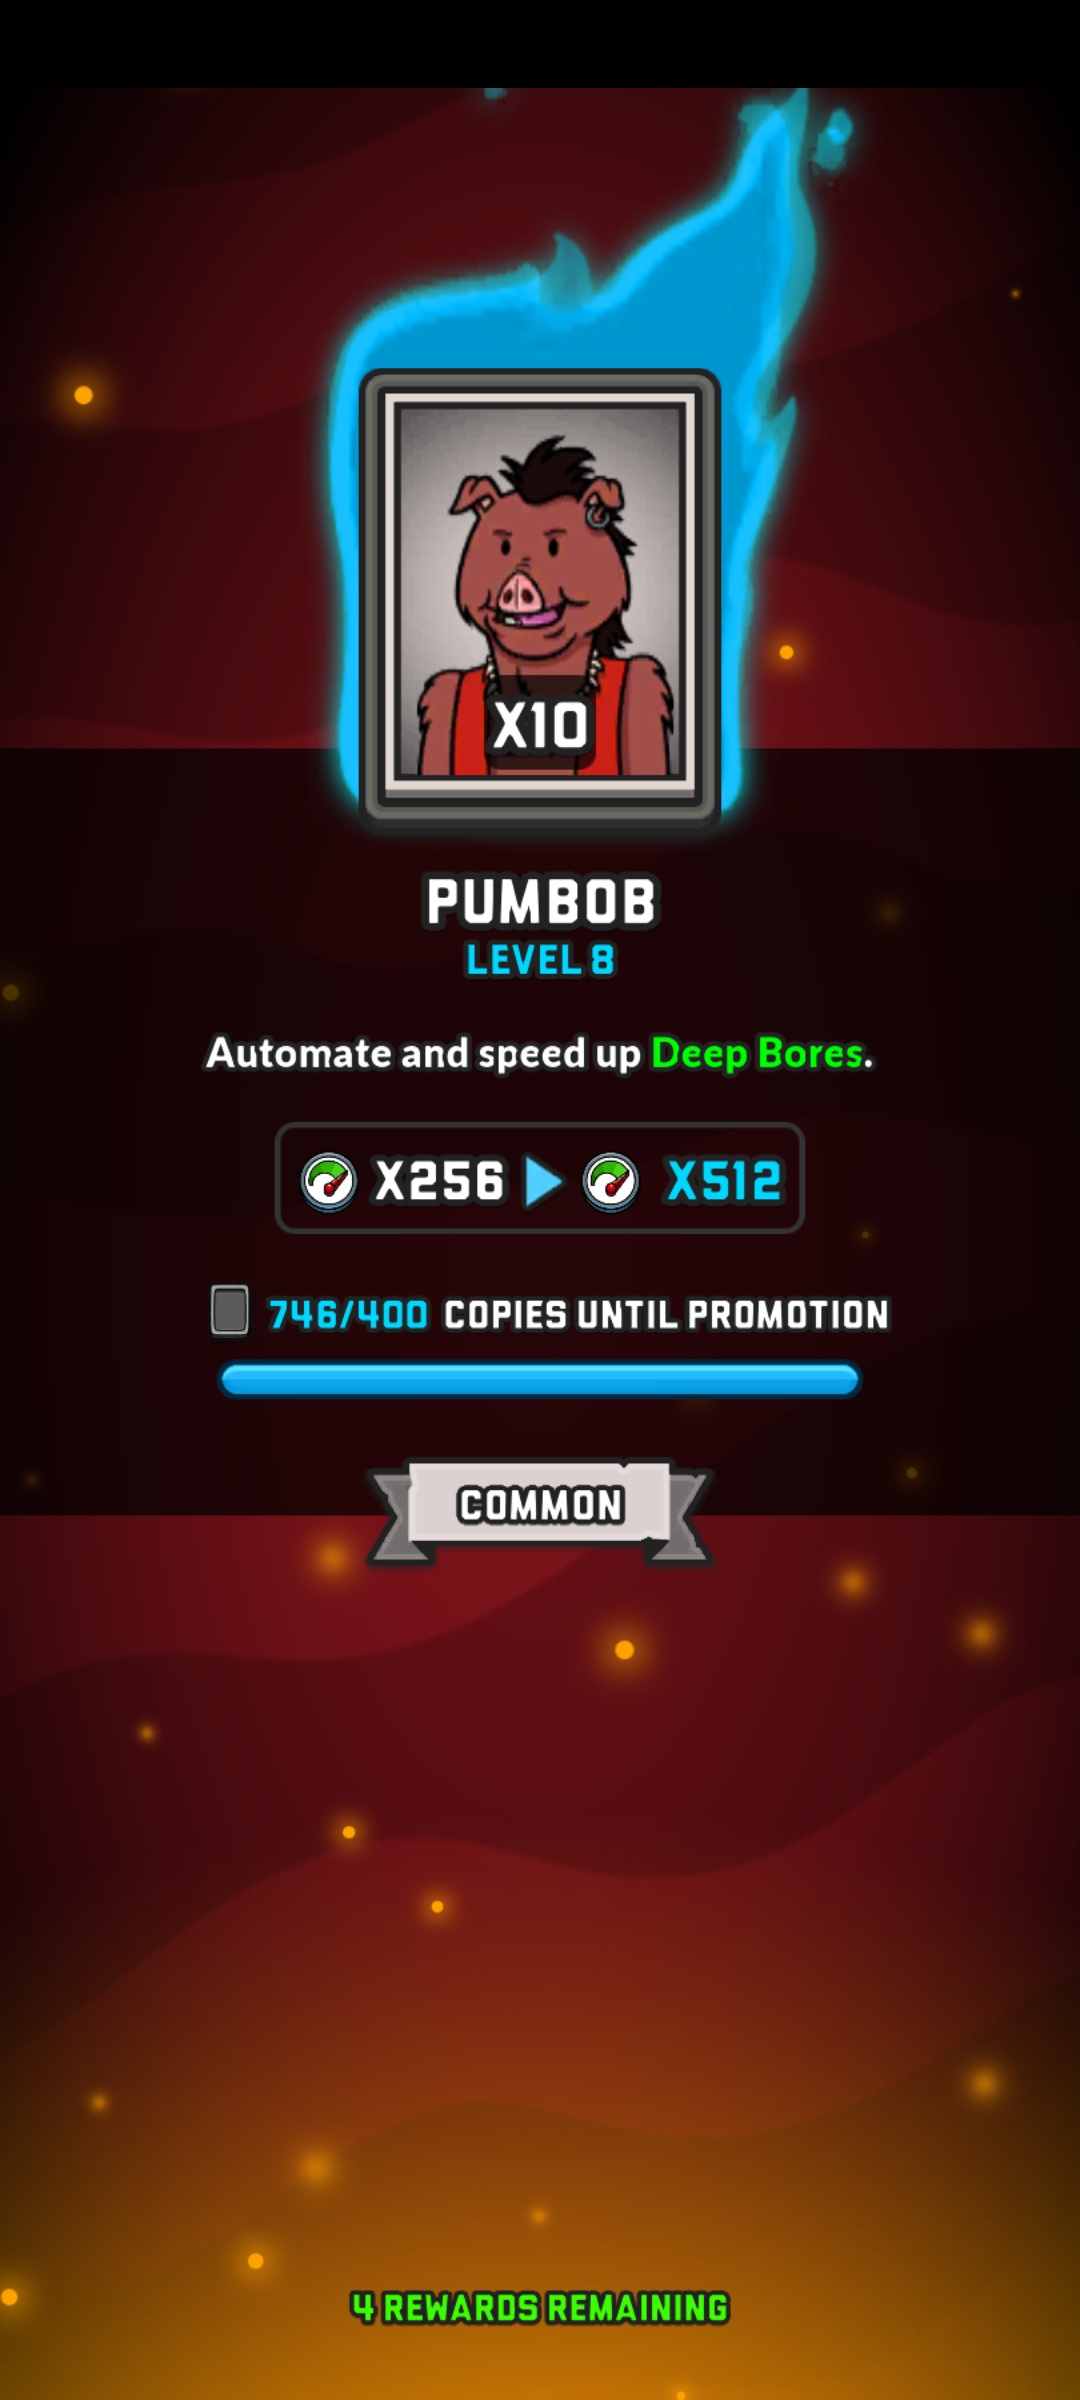 X10
PUMBOB
LEVEL 8
Automate and speed up Deep Bores.
X256 X512
746/400 COPIES UNTIL PROMOTION
COMMON
4 REWARDS REMAINING